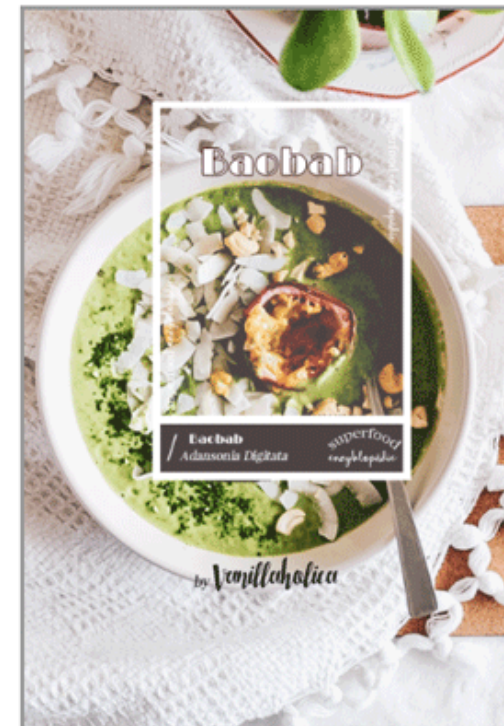 Baobab
Baobab
Adansonia Digitata
superfood
enzyklopädie
by Vanillaholica